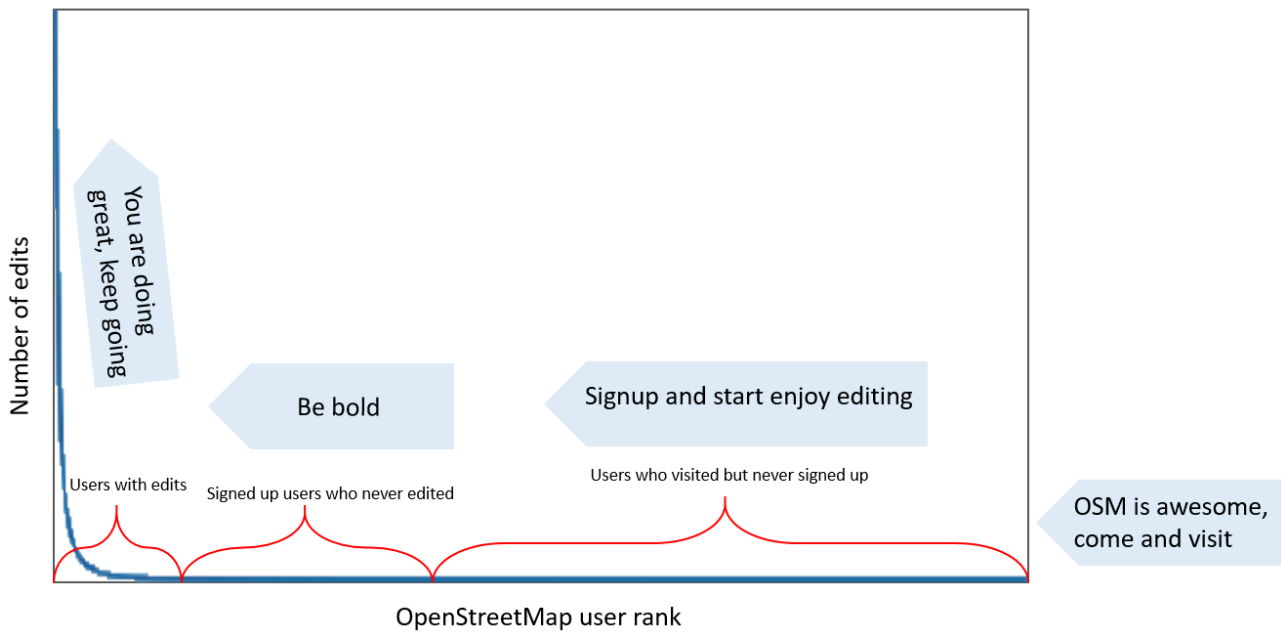 Number of edits
You are doing
great, keep going
Be bold
Signup and start enjoy editing
Users with edits
Signed up users who never edited
Users who visited but never signed up
OSM is awesome,
come and visit
OpenStreetMap user rank